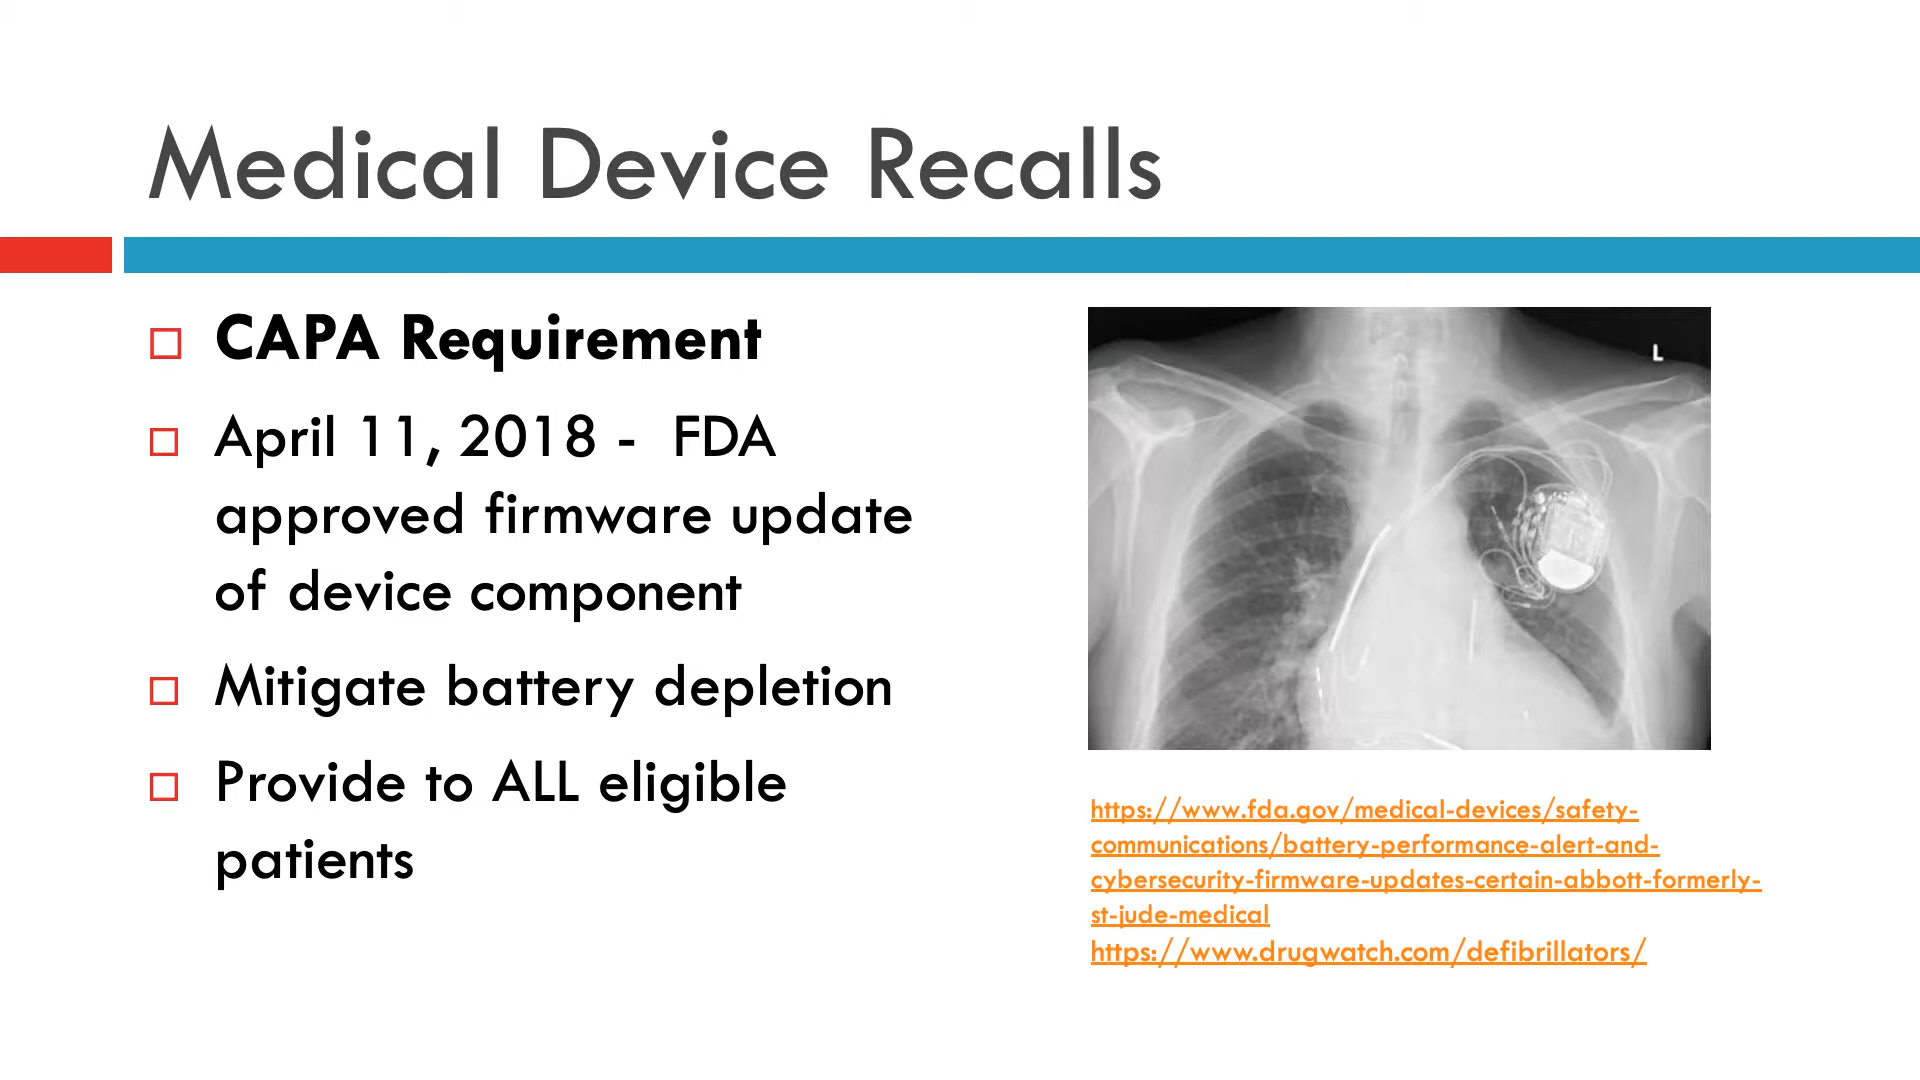 Medical Device Recalls
CAPA Requirement
April 11, 2018 -  FDA
approved firmware update
of device component
Mitigate battery depletion
Provide to ALL eligible
patients
L
https://www.fda.gov/medical-devices/safety-
communications/battery-performance-alert-and-
cybersecurity-firmware-updates-certain-abbott-formerly-
st-jude-medical
https://www.drugwatch.com/defibrillators/